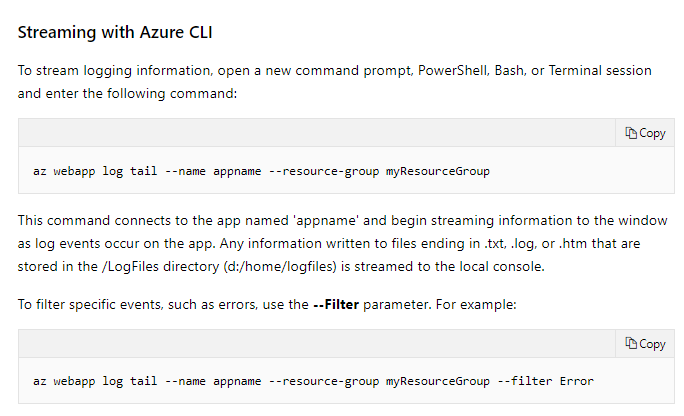 Streaming with Azure CLI
To stream logging information, open a new command prompt, PowerShell, Bash, or Terminal session
and enter the following command:
Copy
az webapp log tail --name appname --resource-group myResourceGroup
This command connects to the app named 'appname' and begin streaming information to the window
as log events occur on the app. Any information written to files ending in .txt, .log, or .htm that are
stored in the /LogFiles directory (d:/home/logfiles) is streamed to the local console.
To filter specific events, such as errors, use the --Filter parameter. For example:
Copy
az webapp log tail --name appname --resource-group myResourceGroup --filter Error